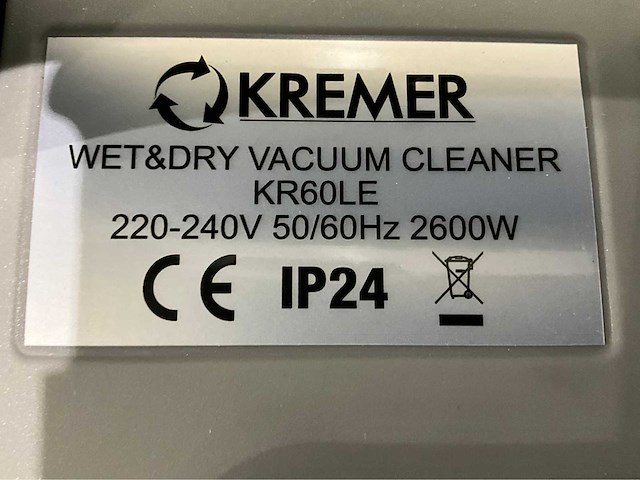 KREMER
WET&DRY VACUUM CLEANER
KR60LE
220-240V 50/60Hz 2600W
CE IP24